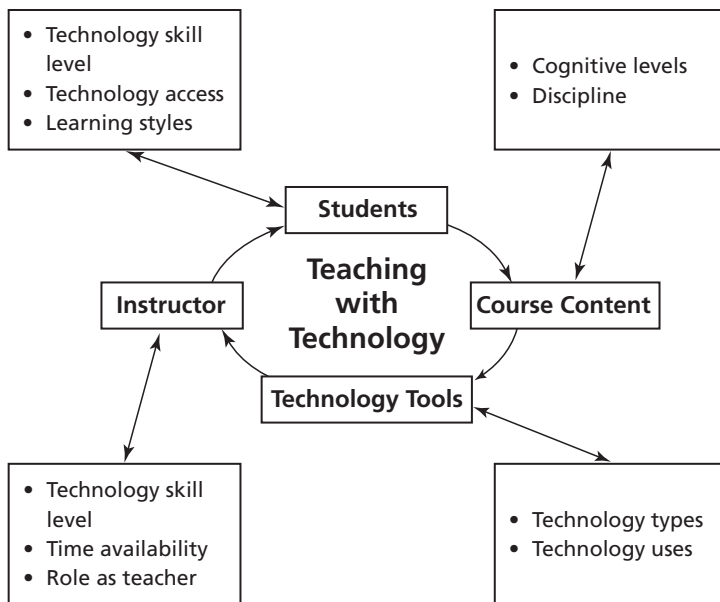 • Technology skill
level
• Technology access
• Learning styles
• Cognitive levels
• Discipline
Students
Teaching
with
Technology
Instructor
Course Content
Technology Tools
• Technology skill
level
• Time availability
• Role as teacher
• Technology types
• Technology uses